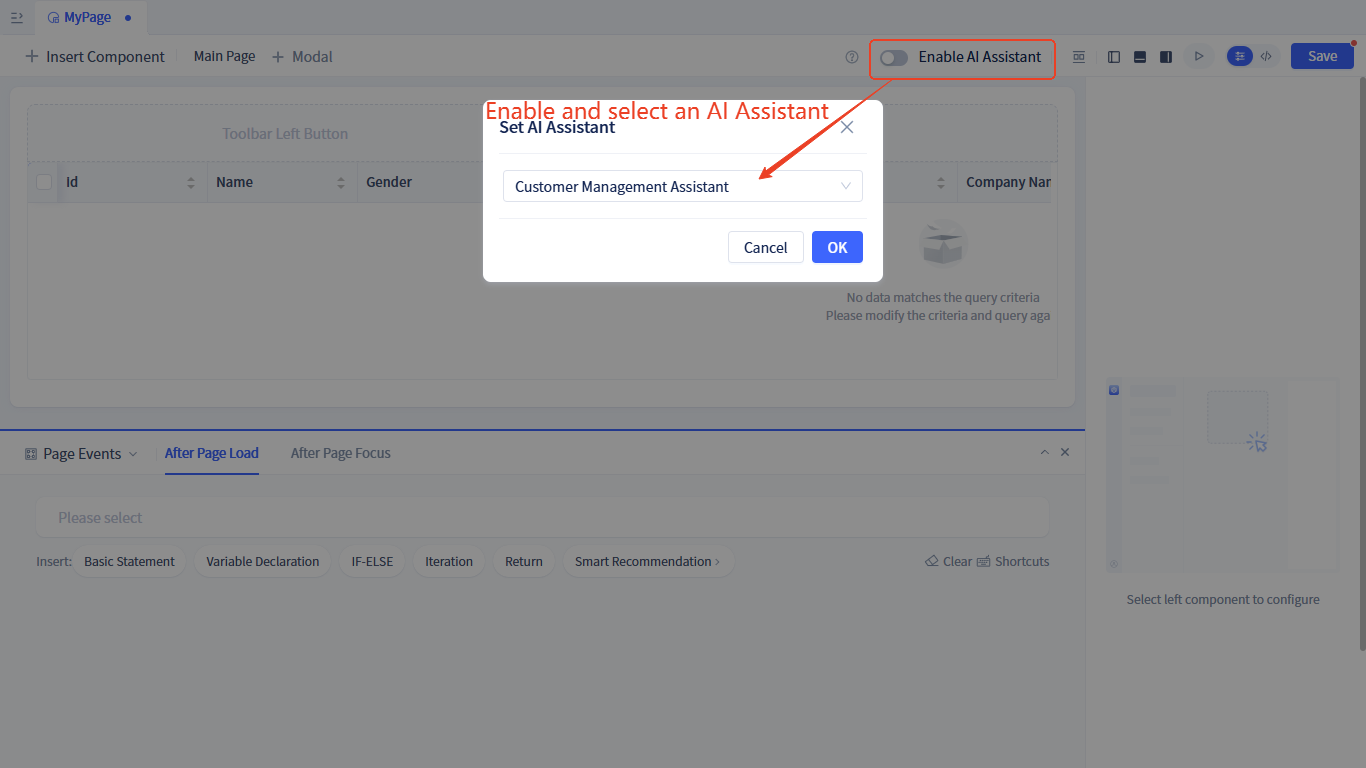 MyPage
Insert Component
Main Page
Modal
Enable AI Assistant
Save
Enable and select an AI Assistant
Set AI Assistant
Toolbar Left Button
Id
Name
Gender
Company Nar
Customer Management Assistant
Cancel
OK
No data matches the query criteria
Please modify the criteria and query aga
Page Events
After Page Load
After Page Focus
Please select
Insert:
Basic Statement
Variable Declaration
IF-ELSE
Iteration
Return
Smart Recommendation
Clear
Shortcuts
Select left component to configure